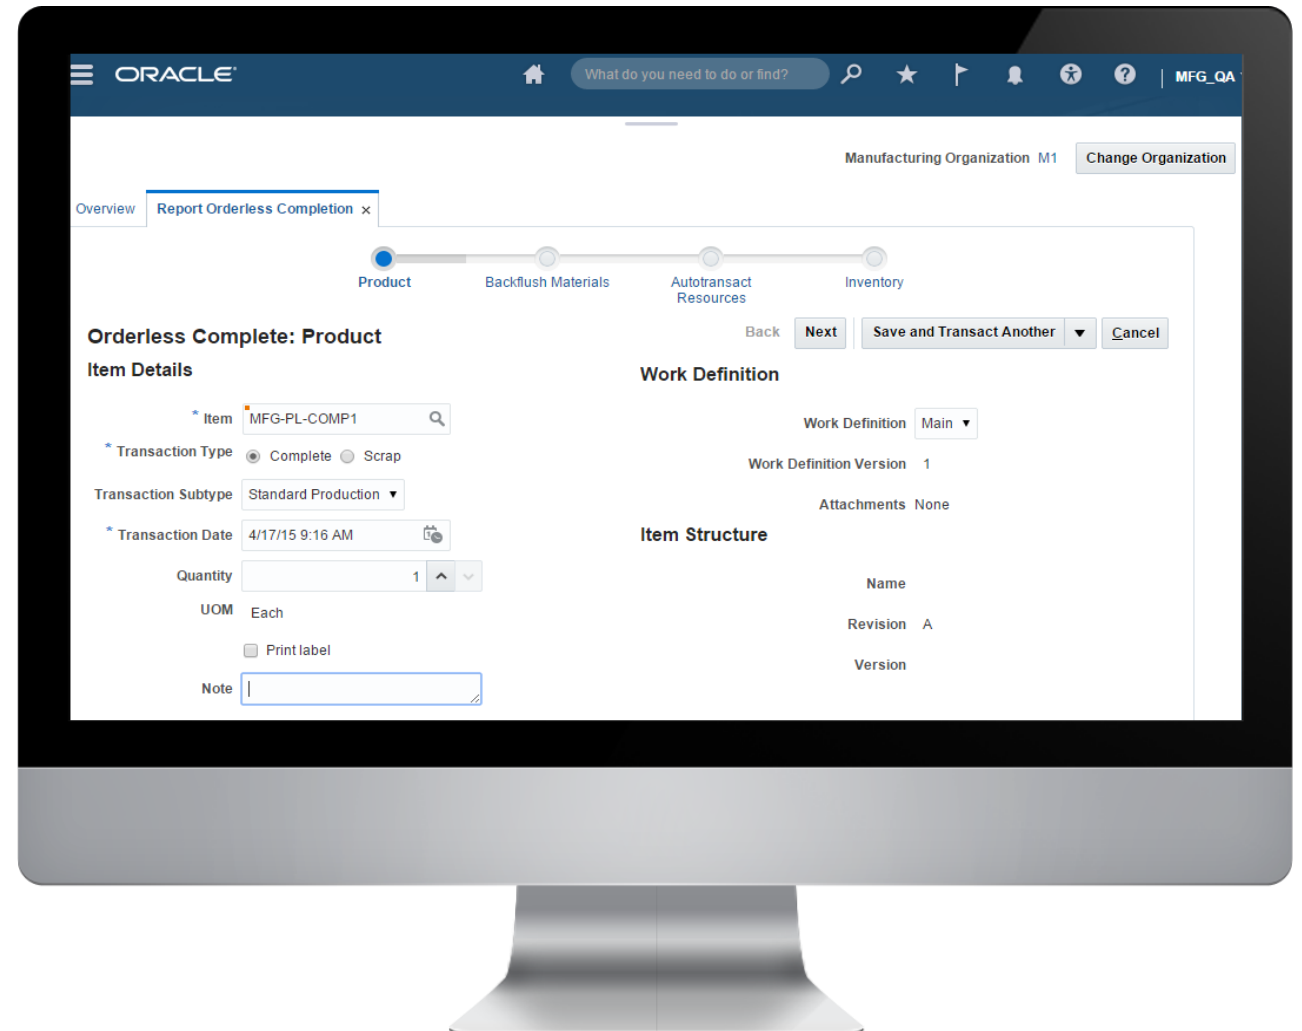 ORACLE
What do you need to do or find?
MFG_QA
Manufacturing Organization M1 Change Organization
Overview Report Orderless Completion x
Product Backflush Materials Autotransact Resources Inventory
Orderless Complete: Product
Back Next Save and Transact Another Cancel
Item Details
Work Definition
* Item MFG-PL-COMP1
Work Definition Main
* Transaction Type Complete Scrap
Work Definition Version 1
Transaction Subtype Standard Production
Attachments None
* Transaction Date 4/17/15 9:16 AM
Item Structure
Quantity 1
Name
UOM Each
Revision A
Print label
Version
Note